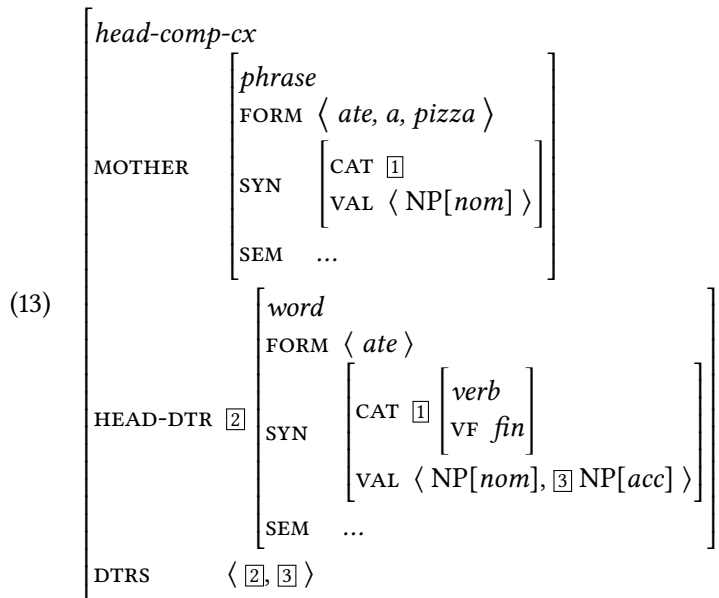 head-comp-cx
phrase
FORM ⟨ ate, a, pizza ⟩
MOTHER
SYN
CAT 1
VAL ⟨ NP[nom] ⟩
SEM ...
(13)
word
FORM ⟨ ate ⟩
HEAD-DTR 2
SYN
CAT 1
verb
VF fin
VAL ⟨ NP[nom], 3 NP[acc] ⟩
SEM ...
DTRS ⟨ 2, 3 ⟩